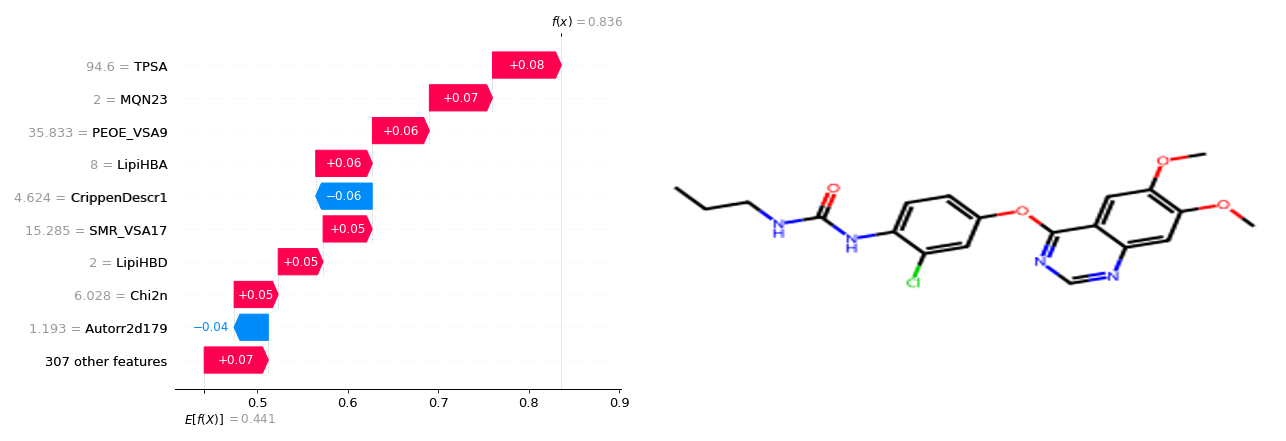 f(x) = 0.836
94.6 = TPSA
+0.08
2 = MQN23
+0.07
35.833 = PEOE_VSA9
+0.06
8 = LipiHBA
+0.06
4.624 = CrippenDescr1
−0.06
15.285 = SMR_VSA17
+0.05
2 = LipiHBD
+0.05
6.028 = Chi2n
+0.05
1.193 = Autorr2d179
−0.04
307 other features
+0.07
0.5 0.6 0.7 0.8 0.9
E[f(X)] = 0.441
O
N
H
N
H
Cl
O
N
N
O
O